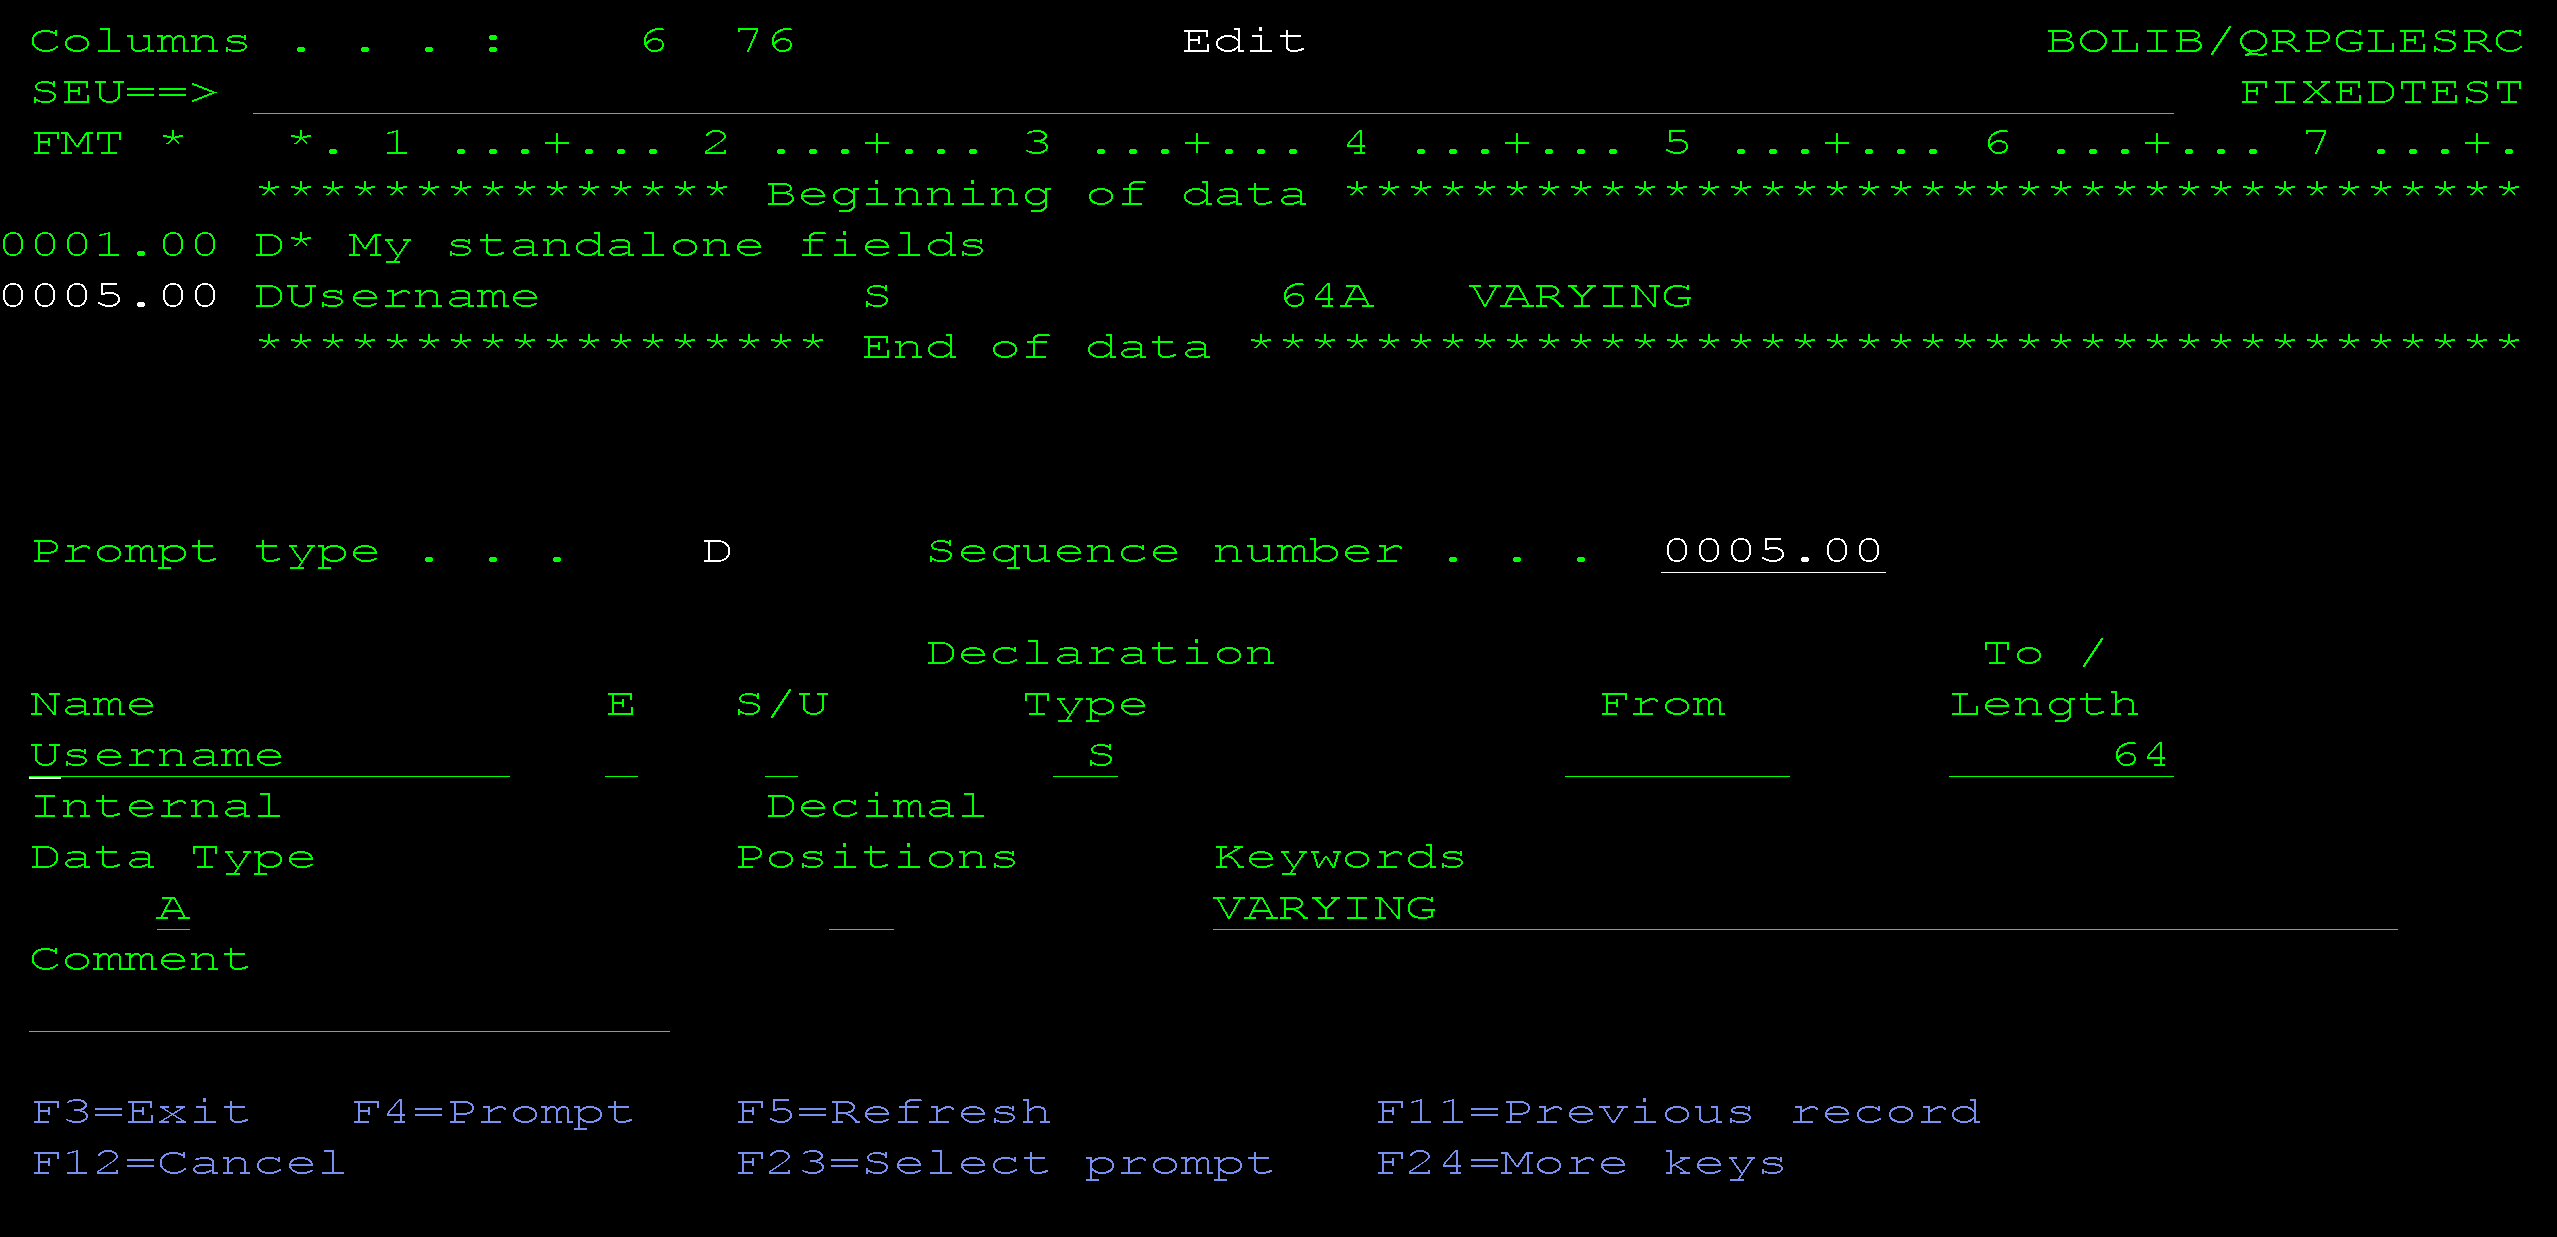 Columns . . . :    6  76            Edit                       BOLIB/QRPGLESRC
SEU==>                                                               FIXEDTEST
FMT *   *. 1 ...+... 2 ...+... 3 ...+... 4 ...+... 5 ...+... 6 ...+... 7 ...+.
*************** Beginning of data *************************************
0001.00 D* My standalone fields
0005.00 DUsername          S             64A   VARYING
****************** End of data ****************************************
Prompt type . . .    D      Sequence number . . .  0005.00
Declaration                      To /
Name              E   S/U      Type              From       Length
Username                         S                               64
Internal               Decimal
Data Type             Positions      Keywords
A                                VARYING
Comment
F3=Exit   F4=Prompt   F5=Refresh          F11=Previous record
F12=Cancel            F23=Select prompt   F24=More keys